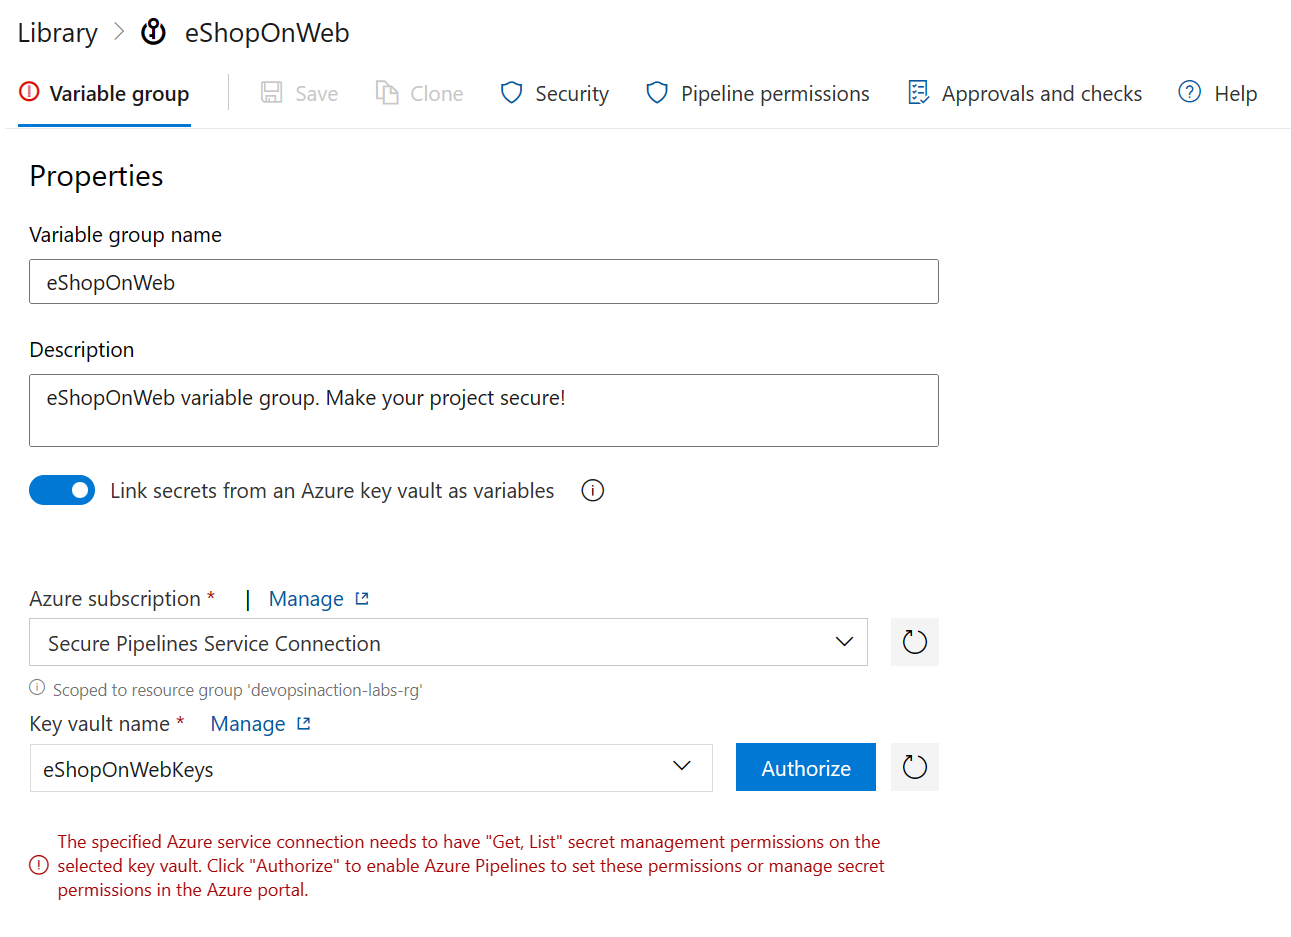 Library > eShopOnWeb
Variable group Save Clone Security Pipeline permissions Approvals and checks Help
Properties
Variable group name
eShopOnWeb
Description
eShopOnWeb variable group. Make your project secure!
Link secrets from an Azure key vault as variables
Azure subscription * | Manage
Secure Pipelines Service Connection
Scoped to resource group 'devopsinaction-labs-rg'
Key vault name * Manage
eShopOnWebKeys Authorize
The specified Azure service connection needs to have "Get, List" secret management permissions on the
selected key vault. Click "Authorize" to enable Azure Pipelines to set these permissions or manage secret
permissions in the Azure portal.